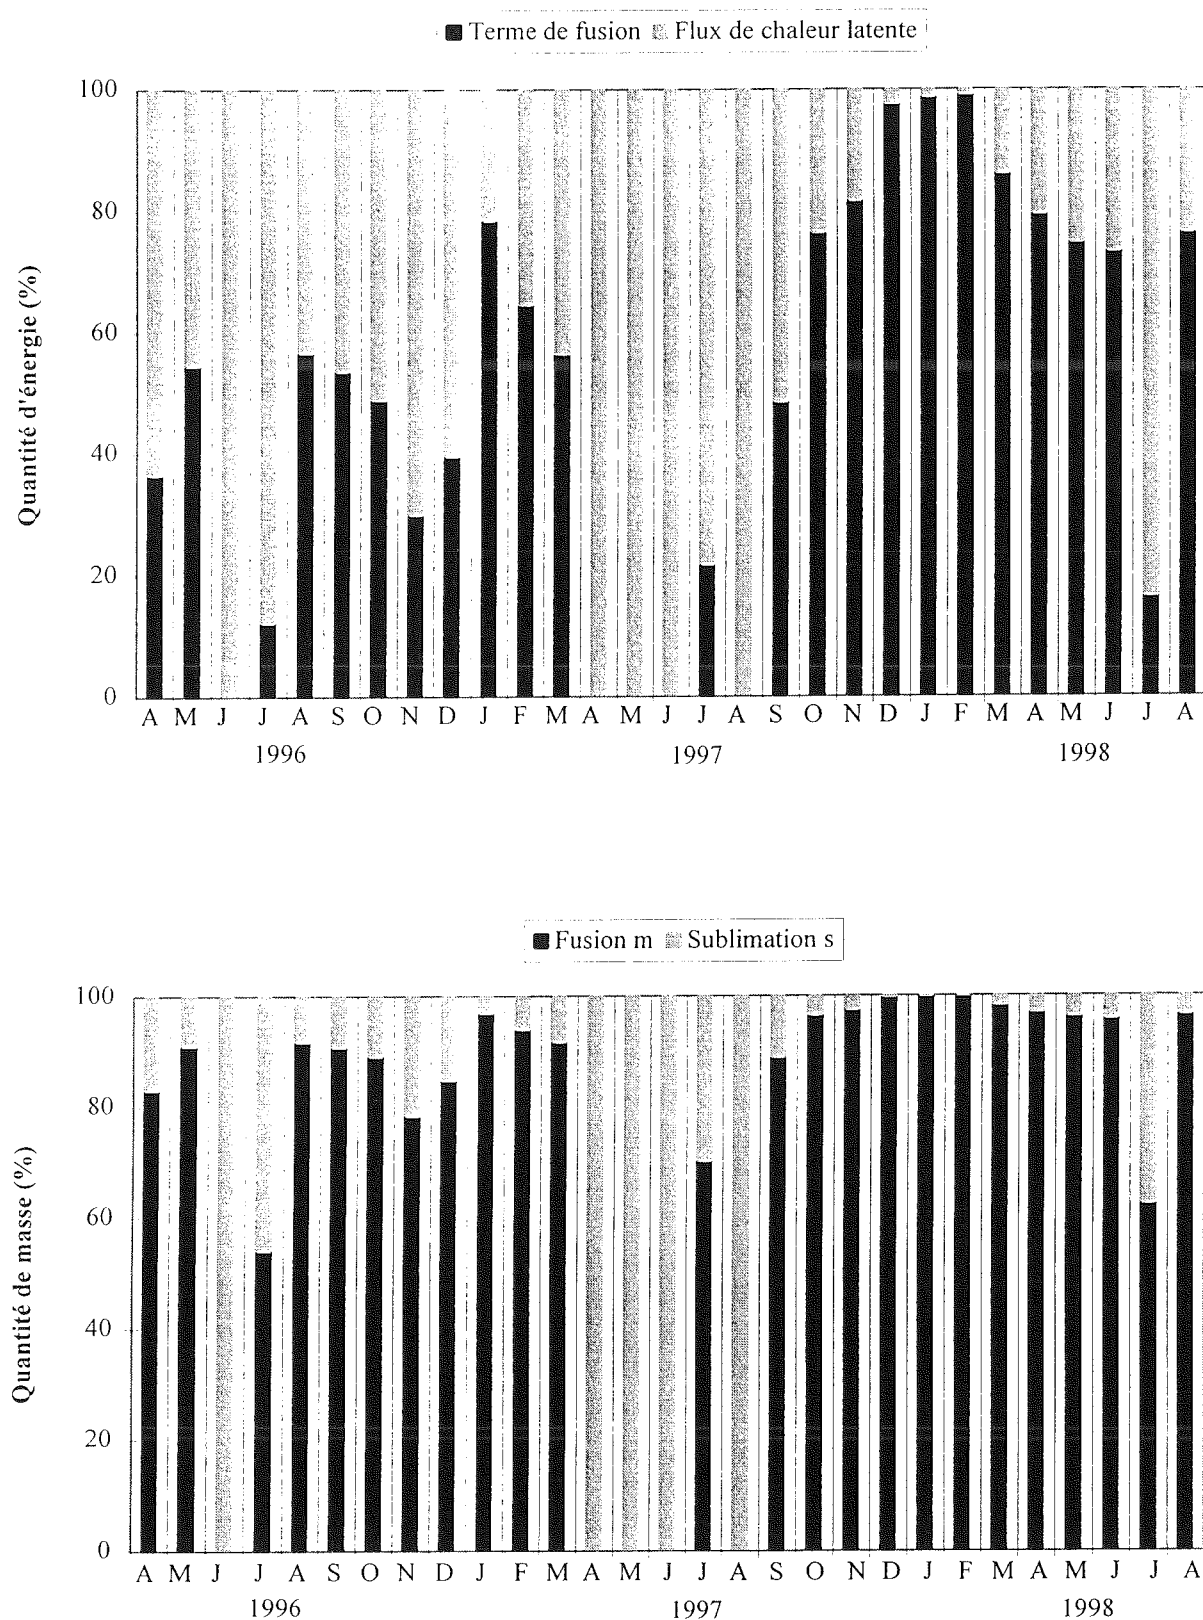 Terme de fusion Flux de chaleur latente
100
80
60
40
20
0
Quantité d'énergie (%)
A M J J A S O N D J F M A M J J A S O N D J F M A M J J A
1996 1997 1998
Fusion m Sublimation s
100
80
60
40
20
0
Quantité de masse (%)
A M J J A S O N D J F M A M J J A S O N D J F M A M J J A
1996 1997 1998